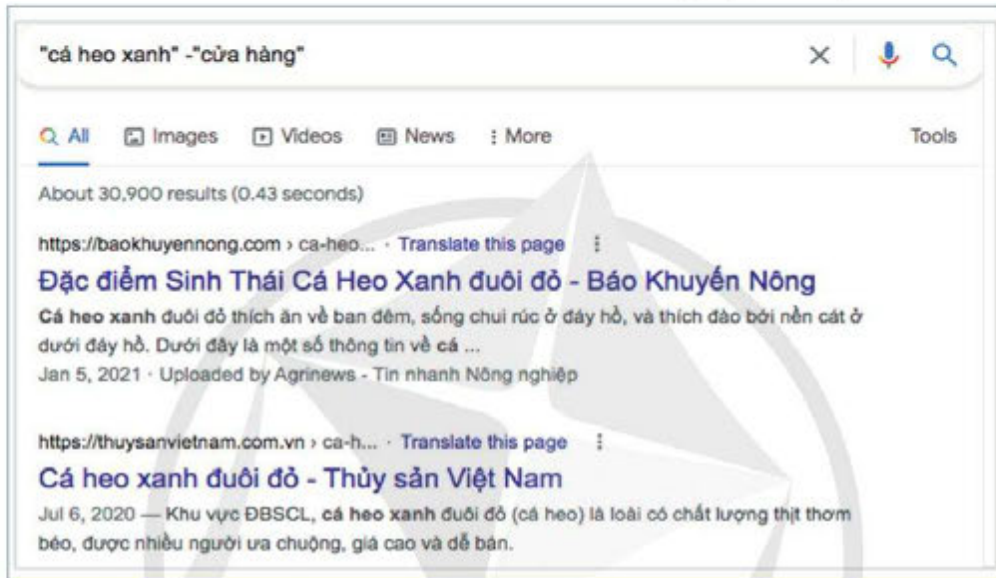 "cá heo xanh" -"cửa hàng"
All Images Videos News More Tools
About 30,900 results (0.43 seconds)
https://baokhuyennong.com › ca-heo... · Translate this page
Đặc điểm Sinh Thái Cá Heo Xanh đuôi đỏ - Báo Khuyến Nông
Cá heo xanh đuôi đỏ thích ăn về ban đêm, sống chui rúc ở đáy hồ, và thích đào bới nền cát ở
dưới đáy hồ. Dưới đây là một số thông tin về cá ...
Jan 5, 2021 · Uploaded by Agrinews - Tin nhanh Nông nghiệp
https://thuysanvietnam.com.vn › ca-h... · Translate this page
Cá heo xanh đuôi đỏ - Thủy sản Việt Nam
Jul 6, 2020 — Khu vực ĐBSCL, cá heo xanh đuôi đỏ (cá heo) là loài có chất lượng thịt thơm
béo, được nhiều người ưa chuộng, giá cao và dễ bán.